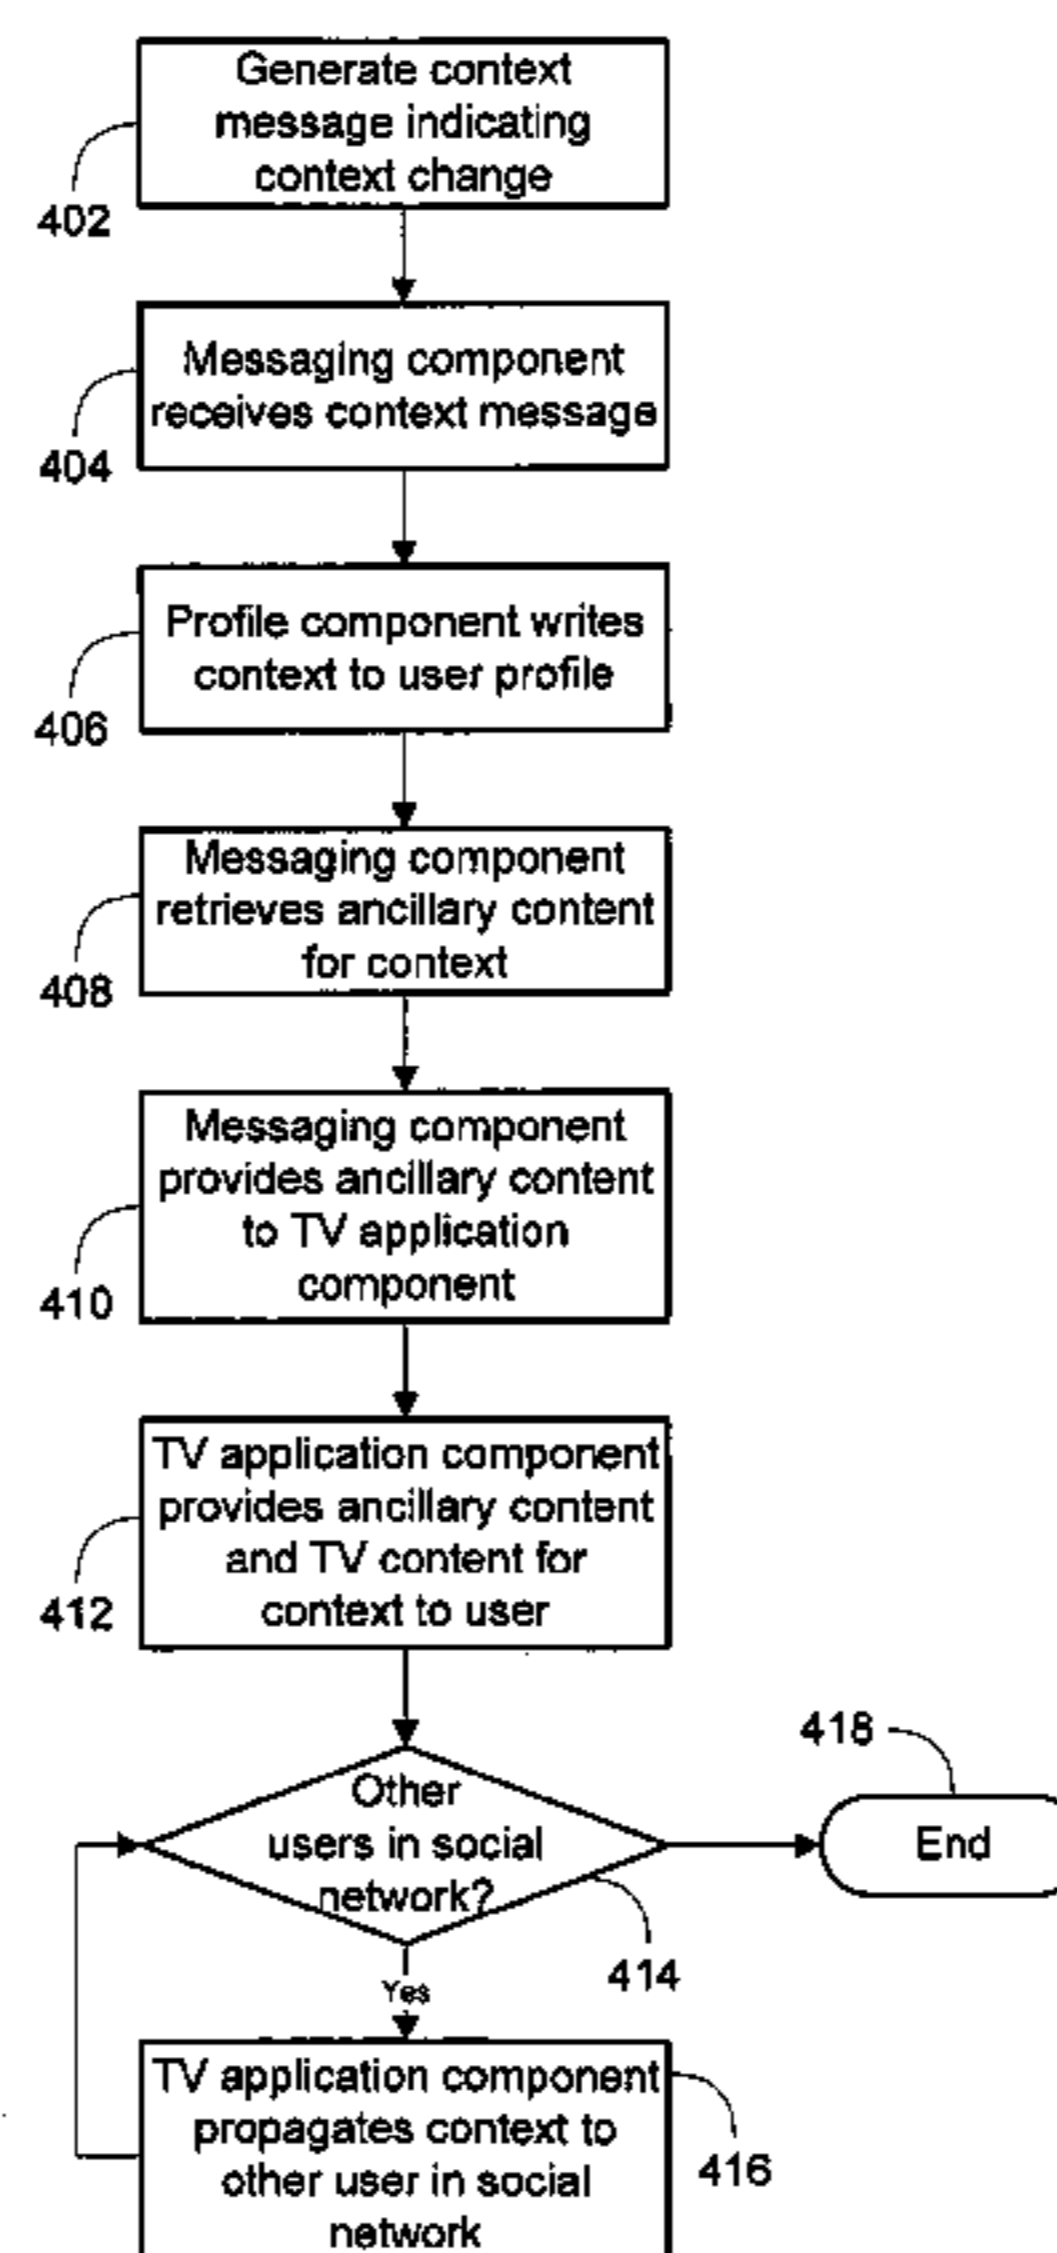 Generate context
message indicating
context change
402
Messaging component
receives context message
404
Profile component writes
context to user profile
406
Messaging component
retrieves ancillary content
for context
408
Messaging component
provides ancillary content
to TV application
component
410
TV application component
provides ancillary content
and TV content for
context to user
412
418
Other
users in social
network?
End
414
Yes
TV application component
propagates context to
other user in social
network
416